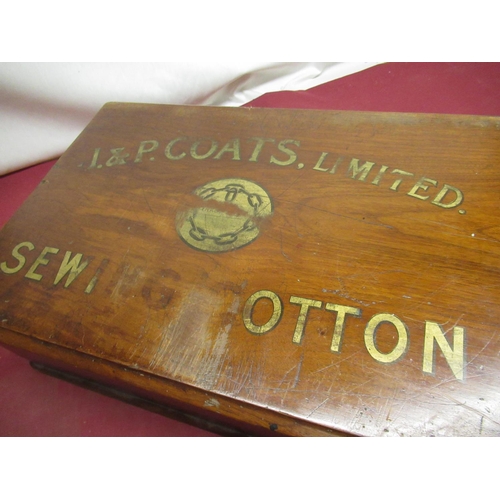 J. & P. COATS, LIMITED.
SEWING COTTON